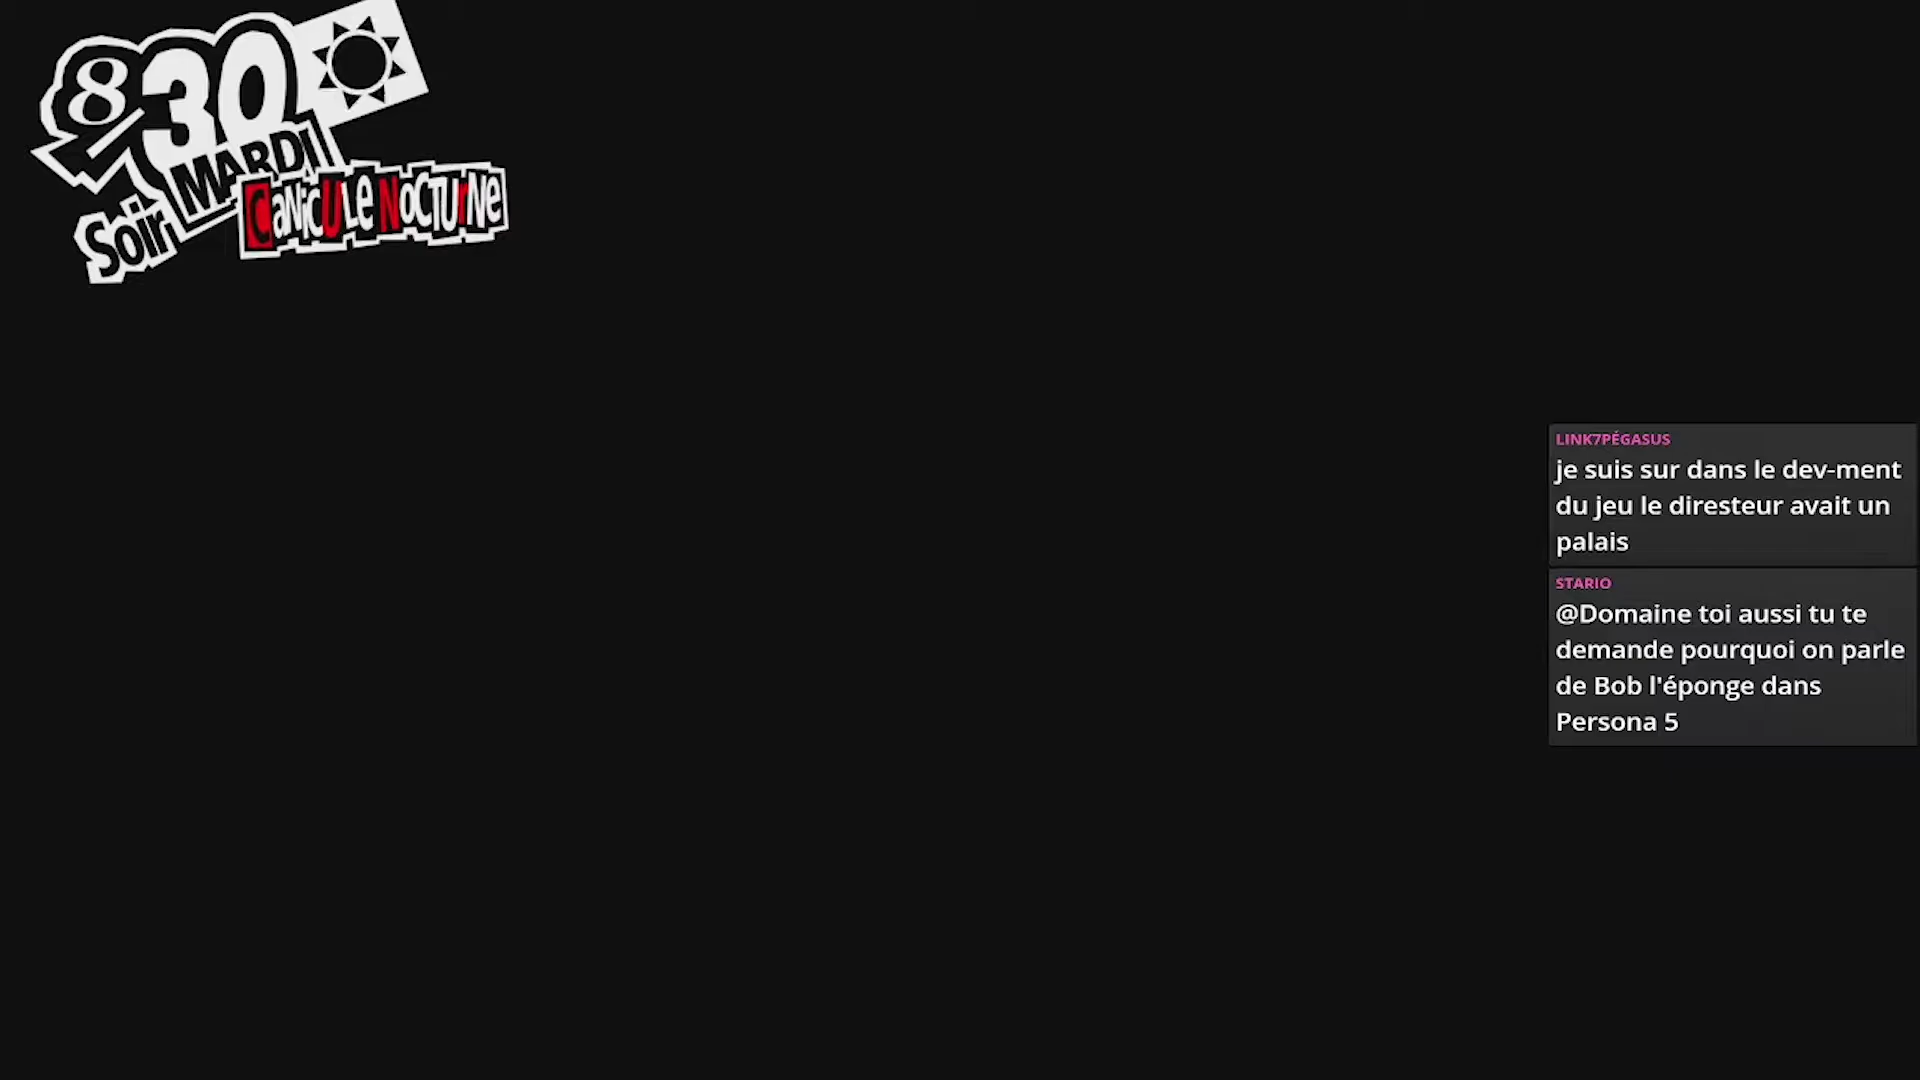 8/30
MARDI
Soir
CaNicULe NocTUrNe
LINK7PÉGASUS
je suis sur dans le dev-ment
du jeu le diresteur avait un
palais
STARIO
@Domaine toi aussi tu te
demande pourquoi on parle
de Bob l'éponge dans
Persona 5